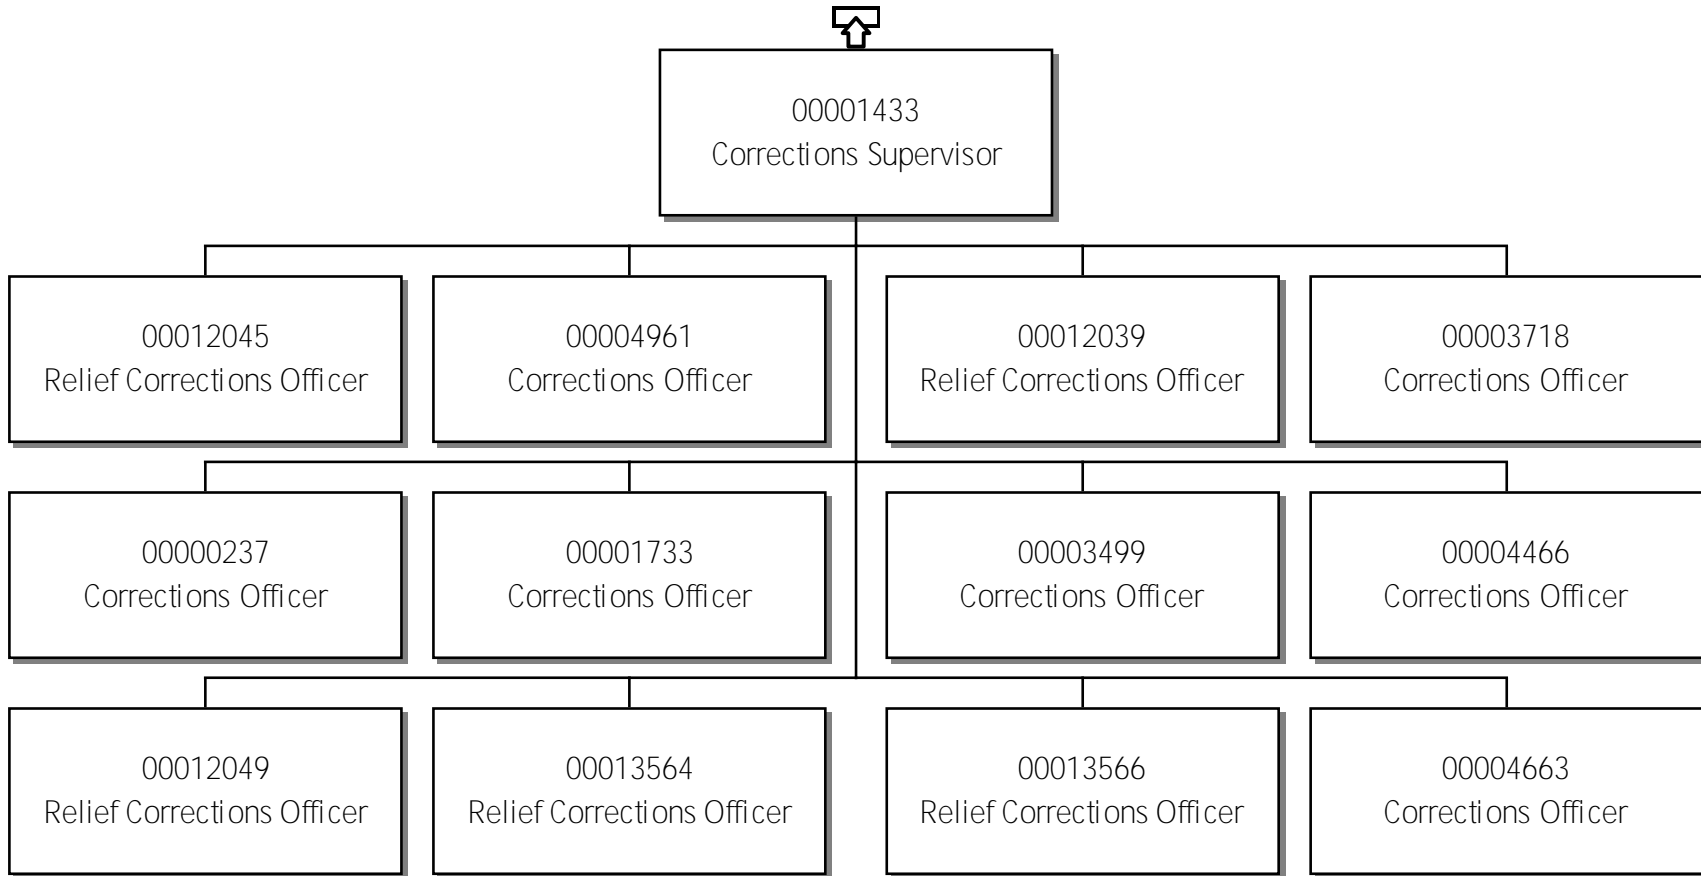 00001433
Corrections Supervisor
00012045
Relief Corrections Officer
00004961
Corrections Officer
00012039
Relief Corrections Officer
00003718
Corrections Officer
00000237
Corrections Officer
00001733
Corrections Officer
00003499
Corrections Officer
00004466
Corrections Officer
00012049
Relief Corrections Officer
00013564
Relief Corrections Officer
00013566
Relief Corrections Officer
00004663
Corrections Officer